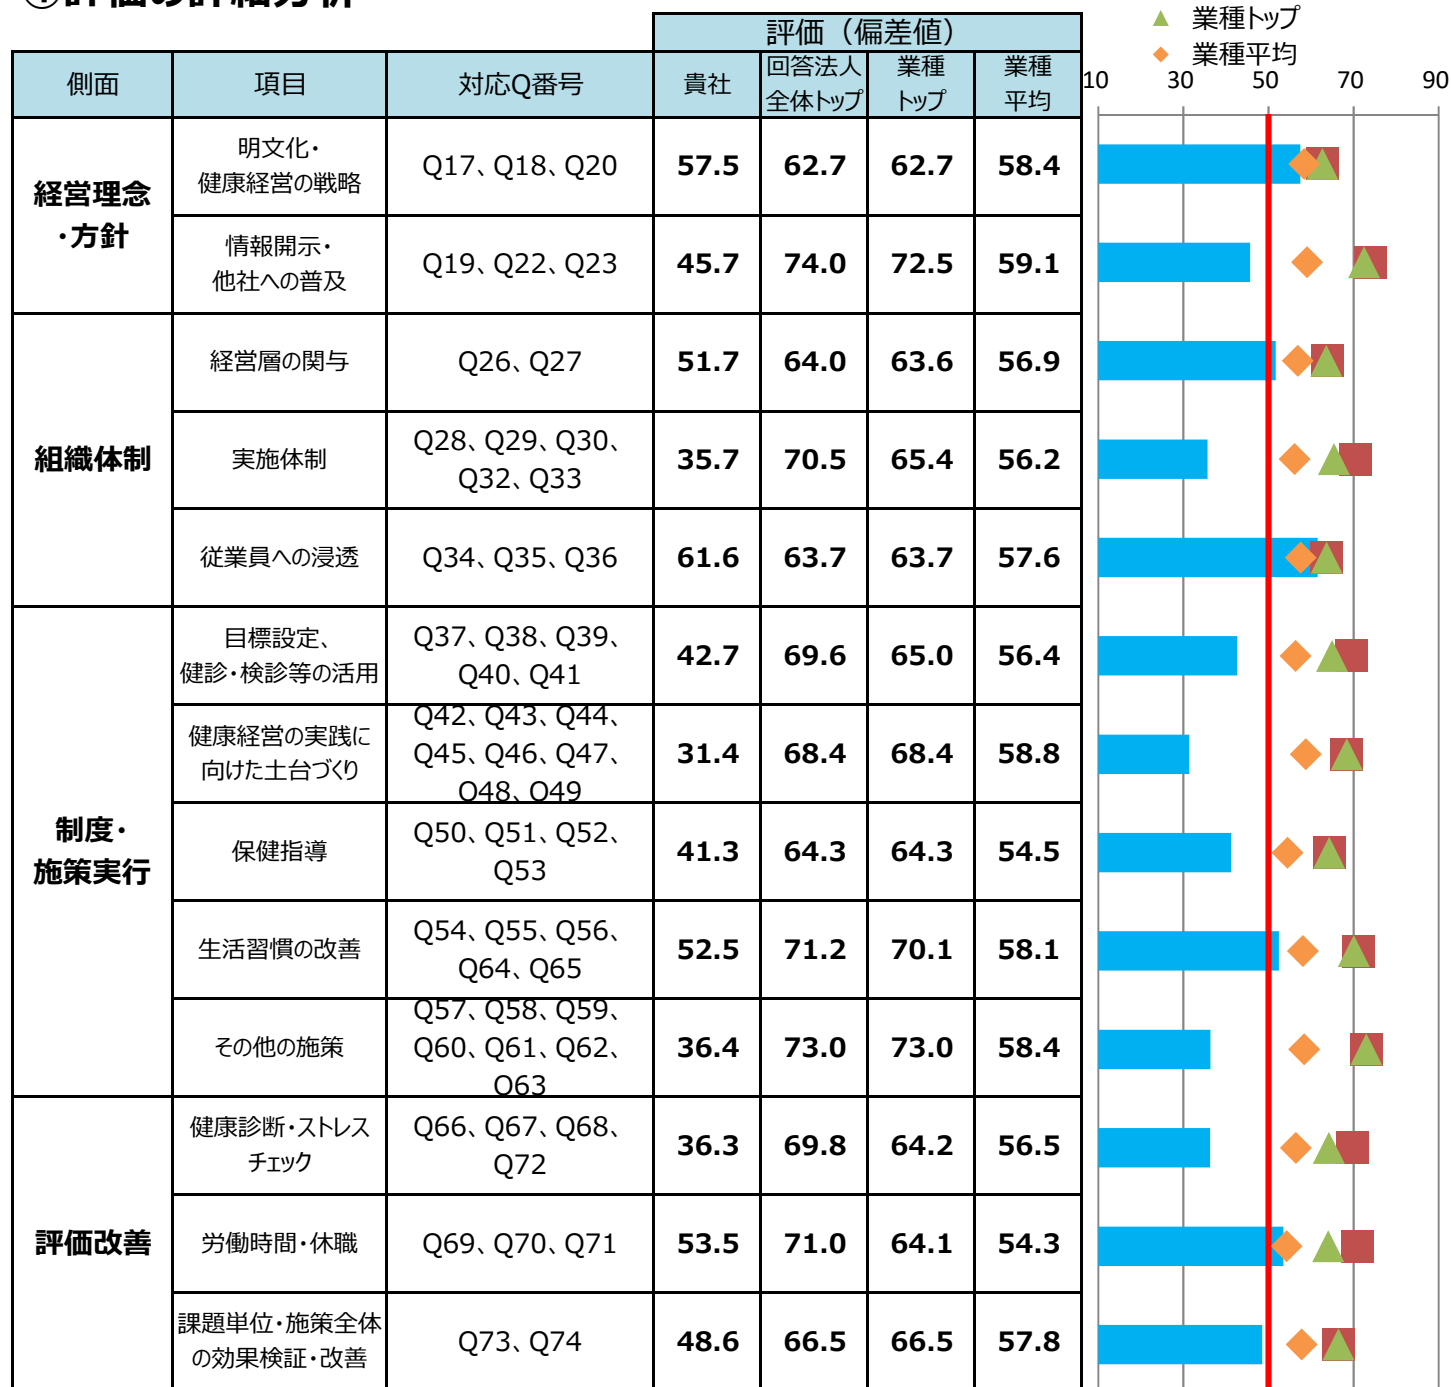 ①評価の詳細分析
▲ 業種トップ
◆ 業種平均
評価（偏差値）
側面 項目 対応Q番号 貴社 回答法人 業種 業種
全体トップ トップ 平均
10 30 50 70 90
経営理念
・方針
明文化・
健康経営の戦略
Q17、Q18、Q20 57.5 62.7 62.7 58.4
情報開示・
他社への普及
Q19、Q22、Q23 45.7 74.0 72.5 59.1
組織体制
経営層の関与 Q26、Q27 51.7 64.0 63.6 56.9
実施体制
Q28、Q29、Q30、
Q32、Q33
35.7 70.5 65.4 56.2
従業員への浸透 Q34、Q35、Q36 61.6 63.7 63.7 57.6
制度・
施策実行
目標設定、
健診・検診等の活用
Q37、Q38、Q39、
Q40、Q41
42.7 69.6 65.0 56.4
健康経営の実践に
向けた土台づくり
Q42、Q43、Q44、
Q45、Q46、Q47、
Q48、Q49
31.4 68.4 68.4 58.8
保健指導
Q50、Q51、Q52、
Q53
41.3 64.3 64.3 54.5
生活習慣の改善
Q54、Q55、Q56、
Q64、Q65
52.5 71.2 70.1 58.1
その他の施策
Q57、Q58、Q59、
Q60、Q61、Q62、
Q63
36.4 73.0 73.0 58.4
評価改善
健康診断・ストレス
チェック
Q66、Q67、Q68、
Q72
36.3 69.8 64.2 56.5
労働時間・休職 Q69、Q70、Q71 53.5 71.0 64.1 54.3
課題単位・施策全体
の効果検証・改善
Q73、Q74 48.6 66.5 66.5 57.8